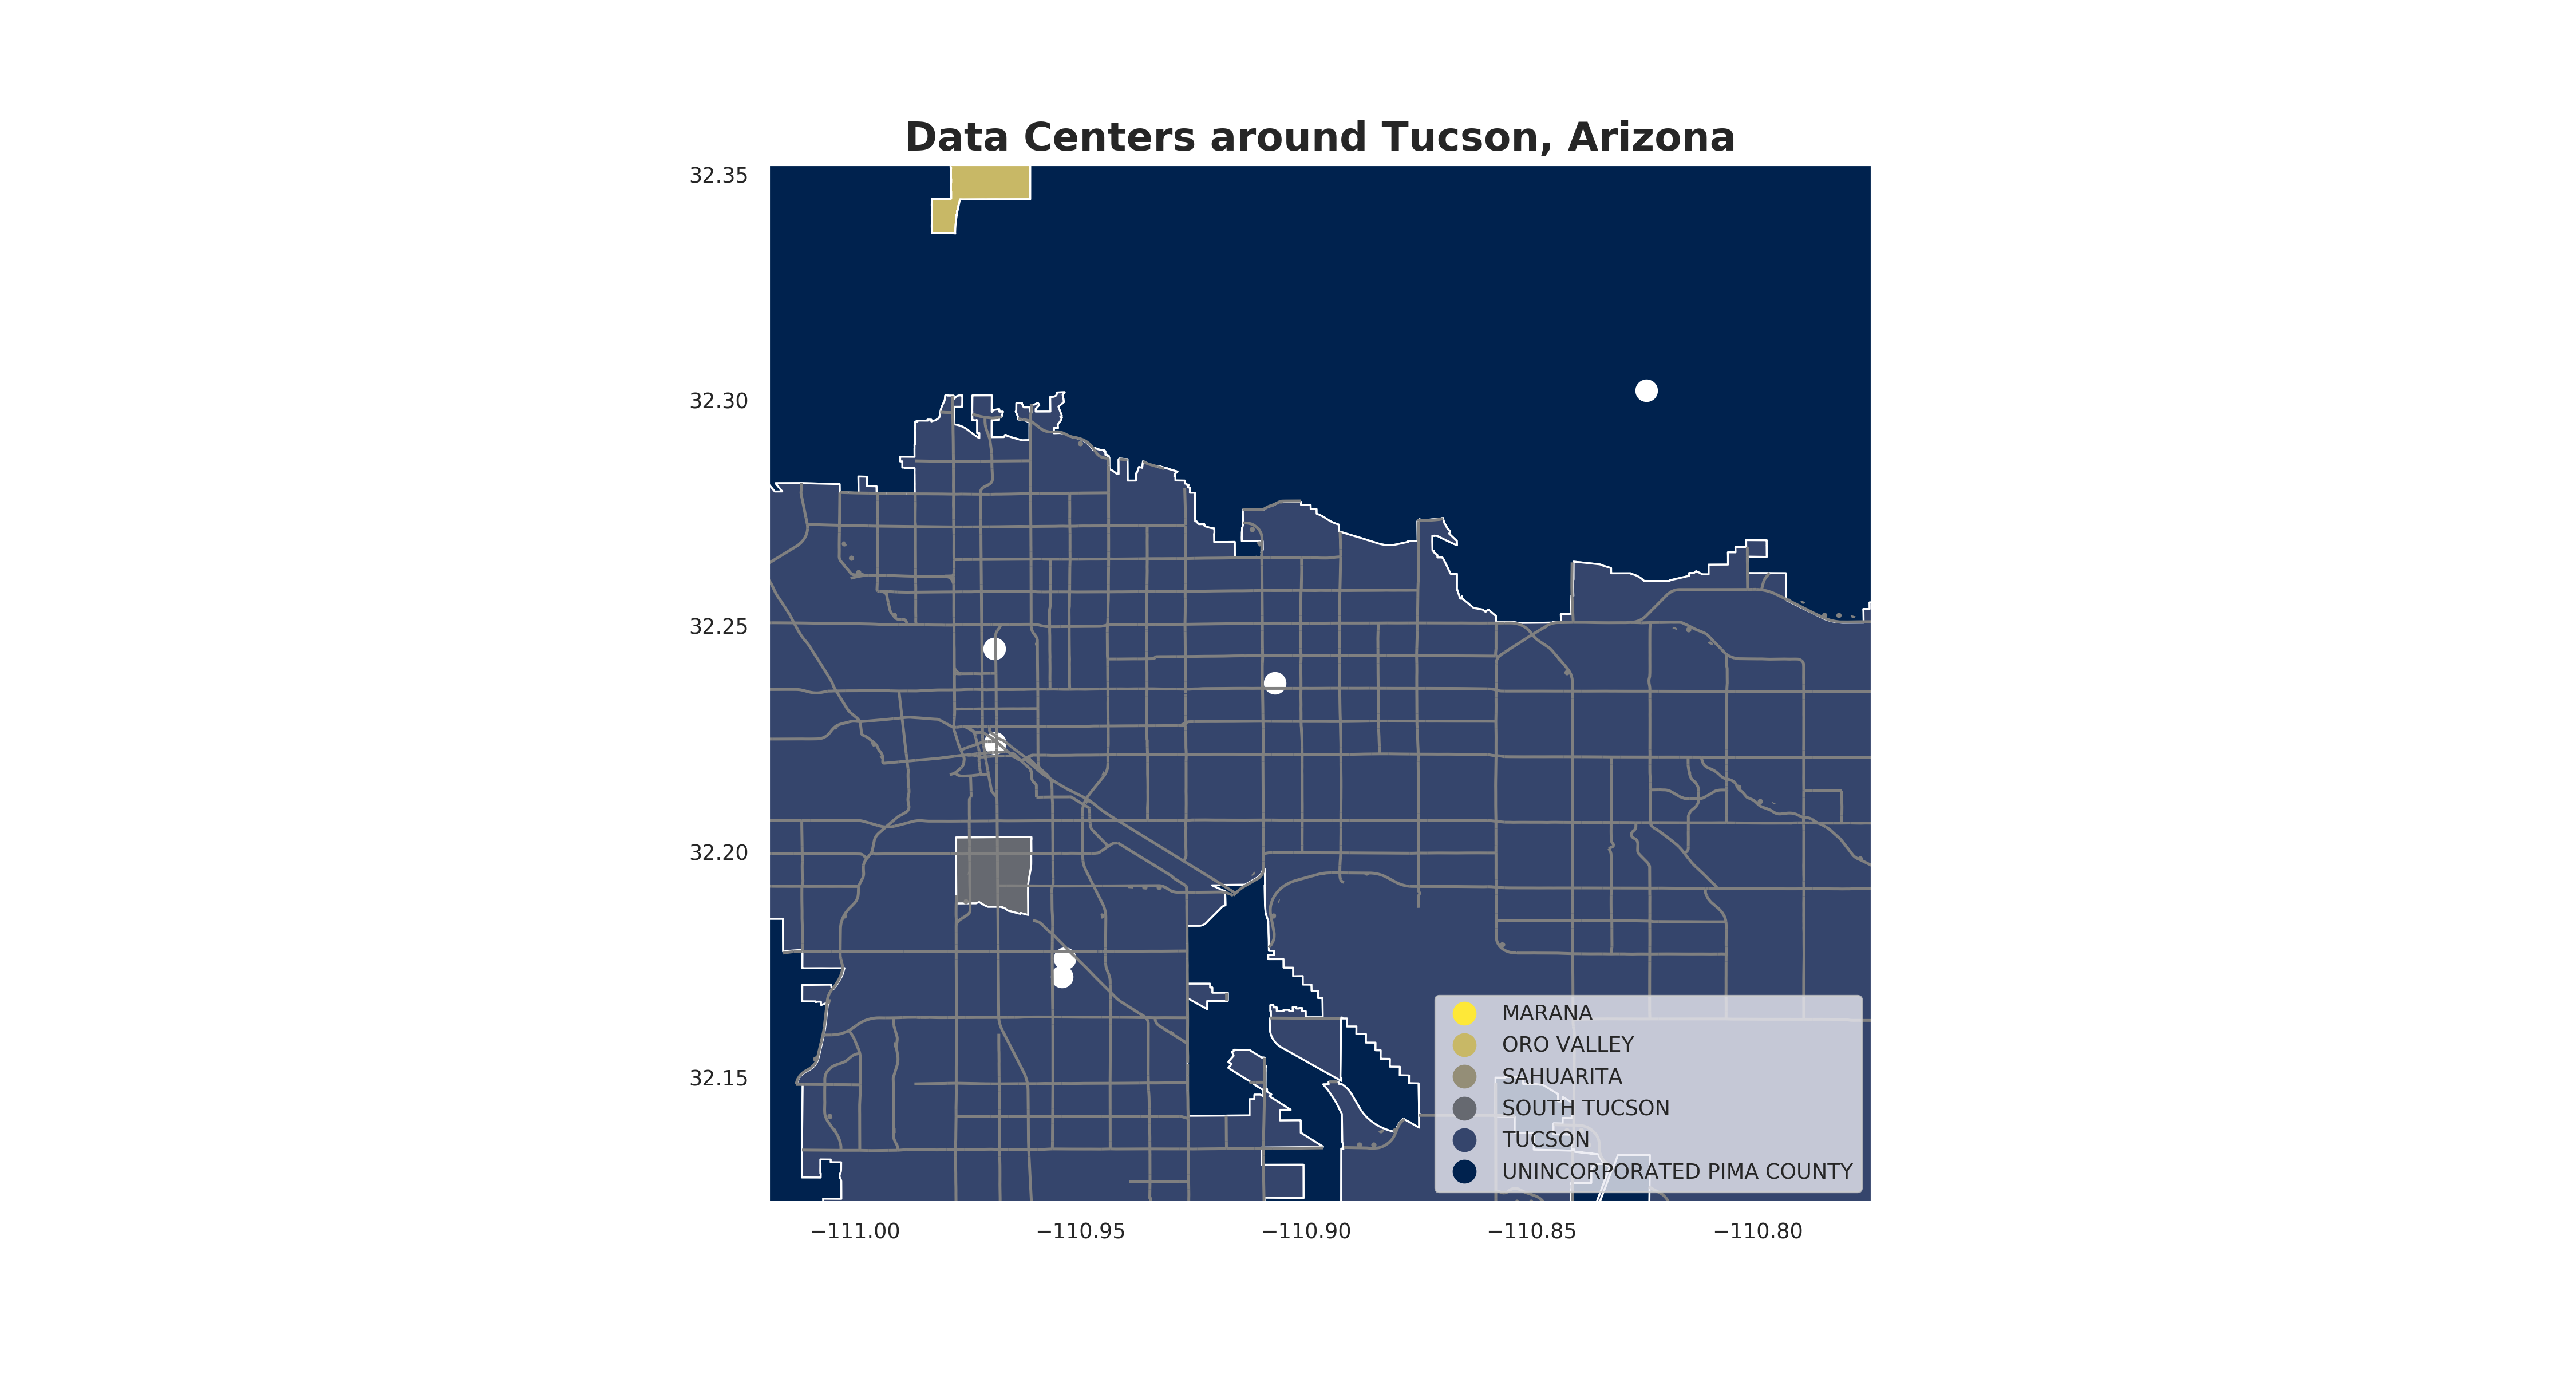 Data Centers around Tucson, Arizona
32.35
32.30
32.25
32.20
32.15
MARANA
ORO VALLEY
SAHUARITA
SOUTH TUCSON
TUCSON
UNINCORPORATED PIMA COUNTY
−111.00
−110.95
−110.90
−110.85
−110.80